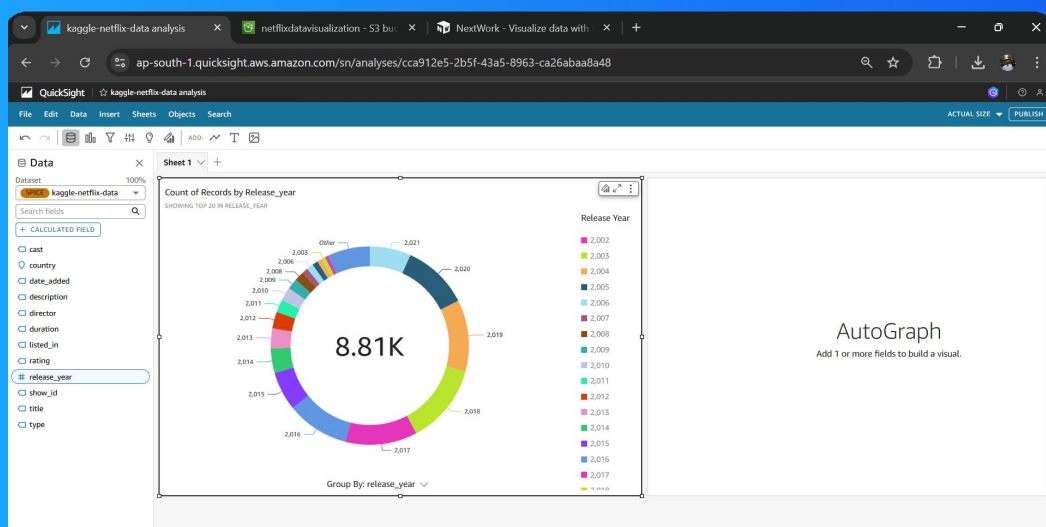 kaggle-netflix-data analysis
netflixdatavisualization - S3 buc
NextWork - Visualize data with
ap-south-1.quicksight.aws.amazon.com/sn/analyses/cca912e5-2b5f-43a5-8963-ca26abaa8a48
QuickSight
kaggle-netflix-data analysis
File Edit Data Insert Sheets Objects Search
ACTUAL SIZE
PUBLISH
ADD:
Data
Sheet 1
Dataset
100%
SPICE kaggle-netflix-data
Search fields
+ CALCULATED FIELD
cast
country
date_added
description
director
duration
listed_in
rating
# release_year
show_id
title
type
Count of Records by Release_year
SHOWING TOP 20 IN RELEASE_YEAR
Other
2,021
2,003
2,006
2,020
2,008
2,009
2,010
2,011
2,012
2,013
2,019
2,014
2,015
2,018
2,016
2,017
8.81K
Group By: release_year
Release Year
2,002
2,003
2,004
2,005
2,006
2,007
2,008
2,009
2,010
2,011
2,012
2,013
2,014
2,015
2,016
2,017
2,018
AutoGraph
Add 1 or more fields to build a visual.